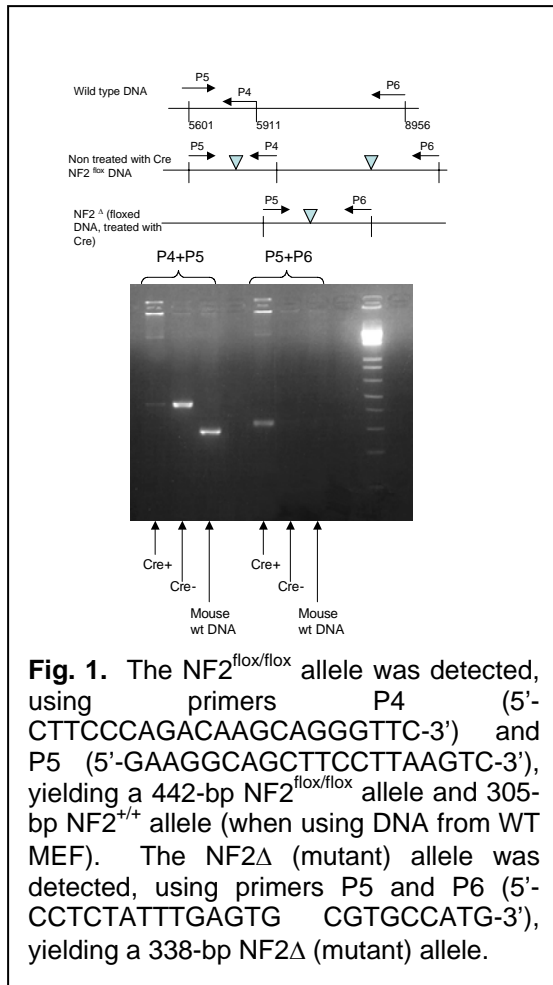 P5
P4
P6
Wild type DNA
5601
5911
8956
Non treated with Cre
NF2 flox DNA
P5
P4
P6
NF2 Δ (floxed
DNA, treated with
Cre)
P5
P6
P4+P5
P5+P6
Cre+
Cre-
Mouse
wt DNA
Cre+
Cre-
Mouse
wt DNA
Fig. 1. The NF2flox/flox allele was detected,
using primers P4 (5'-
CTTCCCAGACAAGCAGGGTTC-3') and
P5 (5'-GAAGGCAGCTTCCTTAAGTC-3'),
yielding a 442-bp NF2flox/flox allele and 305-
bp NF2+/+ allele (when using DNA from WT
MEF). The NF2Δ (mutant) allele was
detected, using primers P5 and P6 (5'-
CCTCTATTTGAGTG CGTGCCATG-3'),
yielding a 338-bp NF2Δ (mutant) allele.